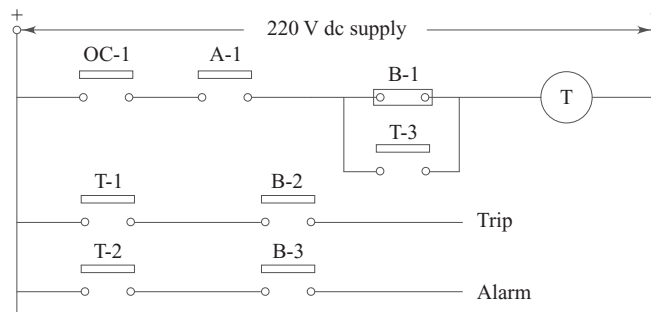 +
220 V dc supply
OC-1 A-1 B-1
T
T-3
T-1 B-2
Trip
T-2 B-3
Alarm